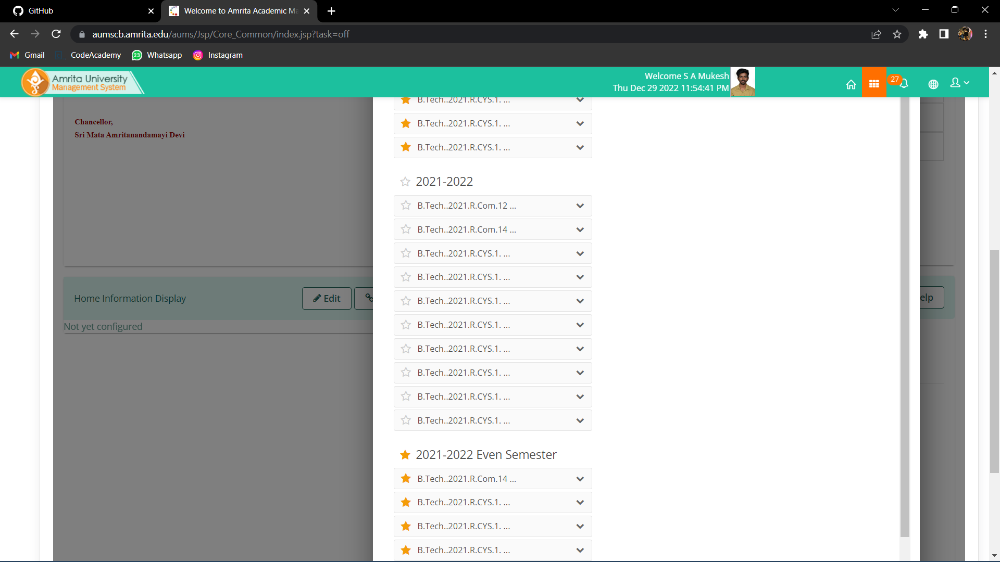 GitHub
Welcome to Amrita Academic Ma
aumscb.amrita.edu/aums/Jsp/Core_Common/index.jsp?task=off
Gmail
CodeAcademy
23
Whatsapp
Instagram
Amrita University
Management System
Welcome S A Mukesh
Thu Dec 29 2022 11:54:41 PM
27
Chancellor,
Sri Mata Amritanandamayi Devi
Home Information Display
Edit
elp
Not yet configured
B.Tech..2021.R.CYS.1. ...
B.Tech..2021.R.CYS.1. ...
B.Tech..2021.R.CYS.1. ...
2021-2022
B.Tech..2021.R.Com.12 ...
B.Tech..2021.R.Com.14 ...
B.Tech..2021.R.CYS.1. ...
B.Tech..2021.R.CYS.1. ...
B.Tech..2021.R.CYS.1. ...
B.Tech..2021.R.CYS.1. ...
B.Tech..2021.R.CYS.1. ...
B.Tech..2021.R.CYS.1. ...
B.Tech..2021.R.CYS.1. ...
B.Tech..2021.R.CYS.1. ...
2021-2022 Even Semester
B.Tech..2021.R.Com.14 ...
B.Tech..2021.R.CYS.1. ...
B.Tech..2021.R.CYS.1. ...
B.Tech..2021.R.CYS.1. ...